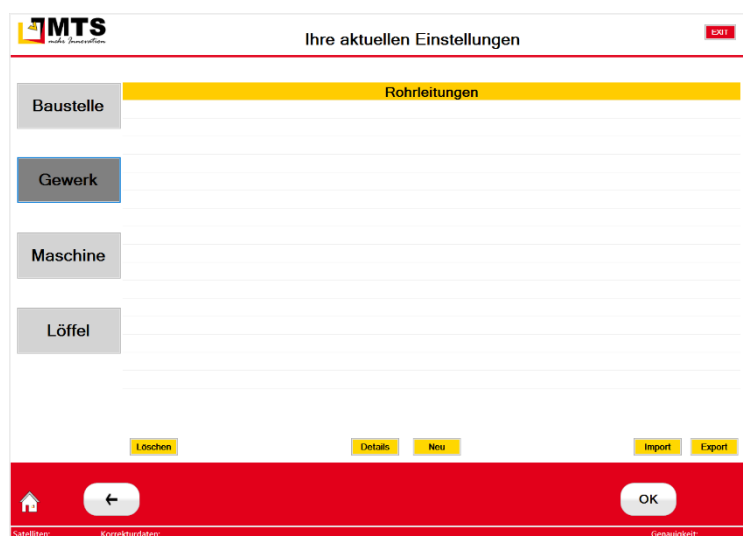 MTS
mehr Innovation
Ihre aktuellen Einstellungen
EXIT
Rohrleitungen
Baustelle
Gewerk
Maschine
Löffel
Löschen
Details
Neu
Import
Export
OK
Satelliten:
Korrekturdaten:
Genauigkeit: